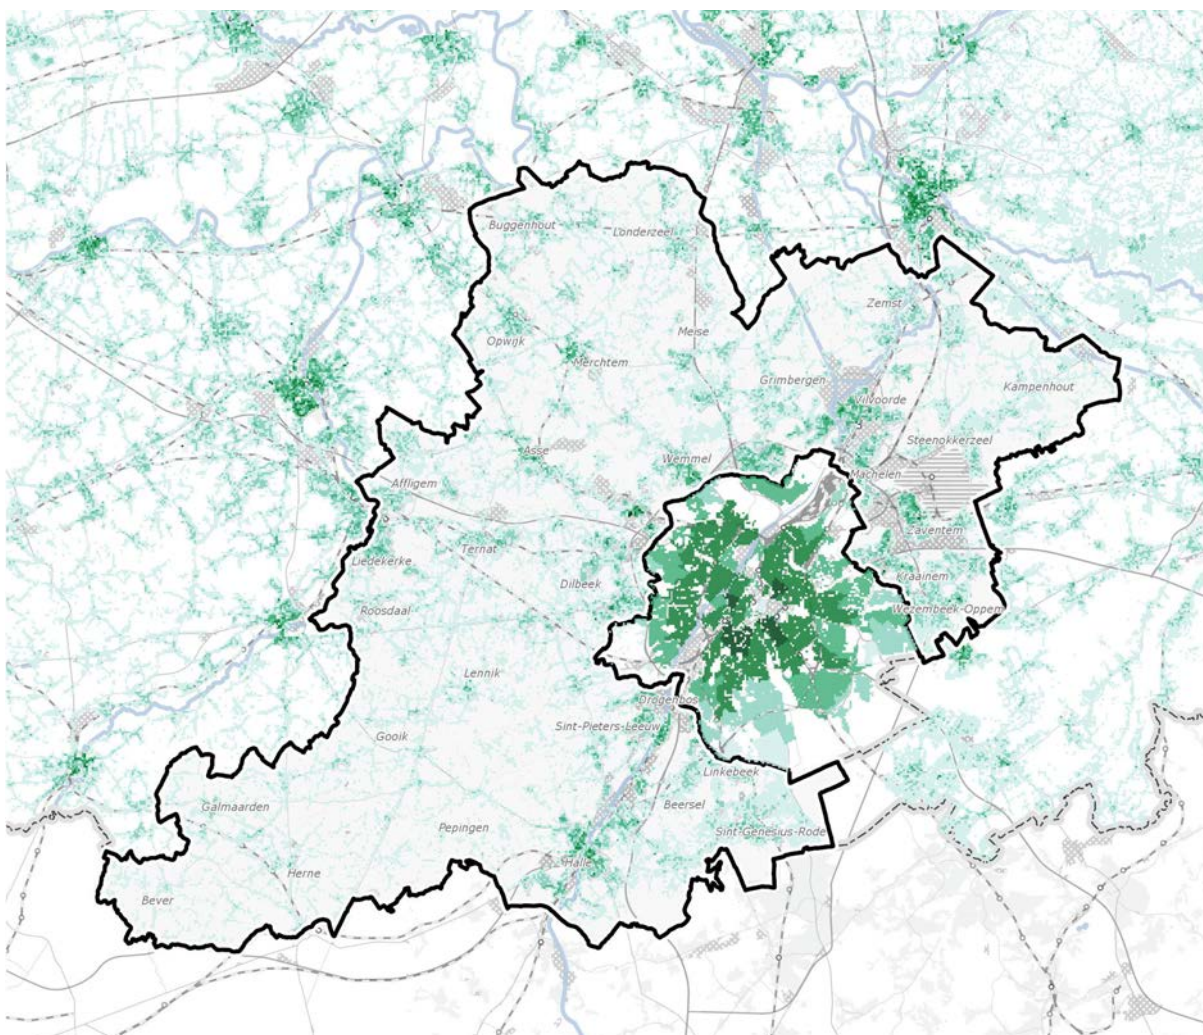 Buggenhout
Londerzeel
Zemst
Meise
Opwijk
Merchtem
Grimbergen
Kampenhout
Vilvoorde
Steenokkerzeel
Asse
Wemmel
Machelen
Affligem
Zaventem
Ternat
Liedekerke
Dilbeek
Kraainem
Roosdaal
Wezembeek-Oppem
Lennik
Drogenbos
Sint-Pieters-Leeuw
Gooik
Linkebeek
Galmaarden
Beersel
Pepingen
Sint-Genesius-Rode
Halle
Herne
Bever